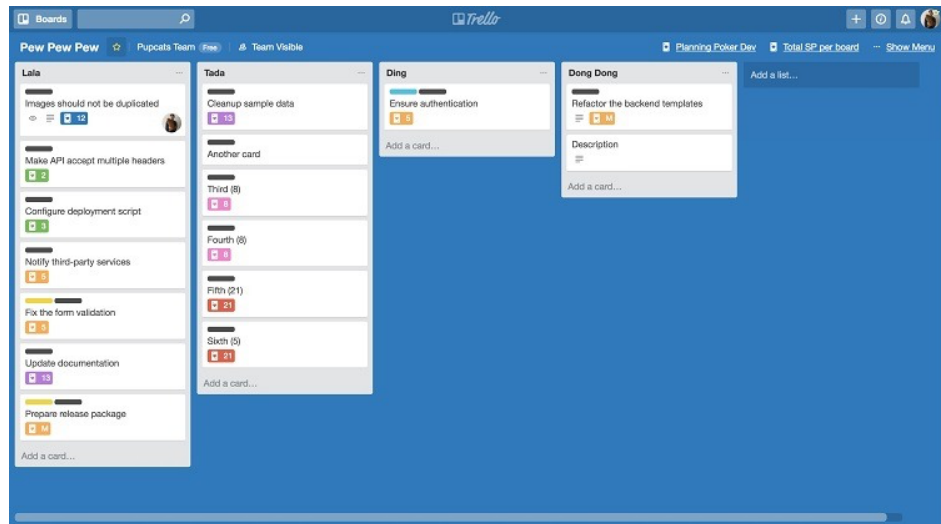 Boards
Trello
Pew Pew Pew
Pupcats Team Free
Team Visible
Planning Poker Dev
Total SP per board
··· Show Menu
Lala
Images should not be duplicated
12
Make API accept multiple headers
2
Configure deployment script
3
Notify third-party services
5
Fix the form validation
5
Update documentation
13
Prepare release package
M
Add a card...
Tada
Cleanup sample data
13
Another card
Third (8)
8
Fourth (8)
8
Fifth (21)
21
Sixth (5)
21
Add a card...
Ding
Ensure authentication
5
Add a card...
Dong Dong
Refactor the backend templates
M
Description
Add a card...
Add a list...